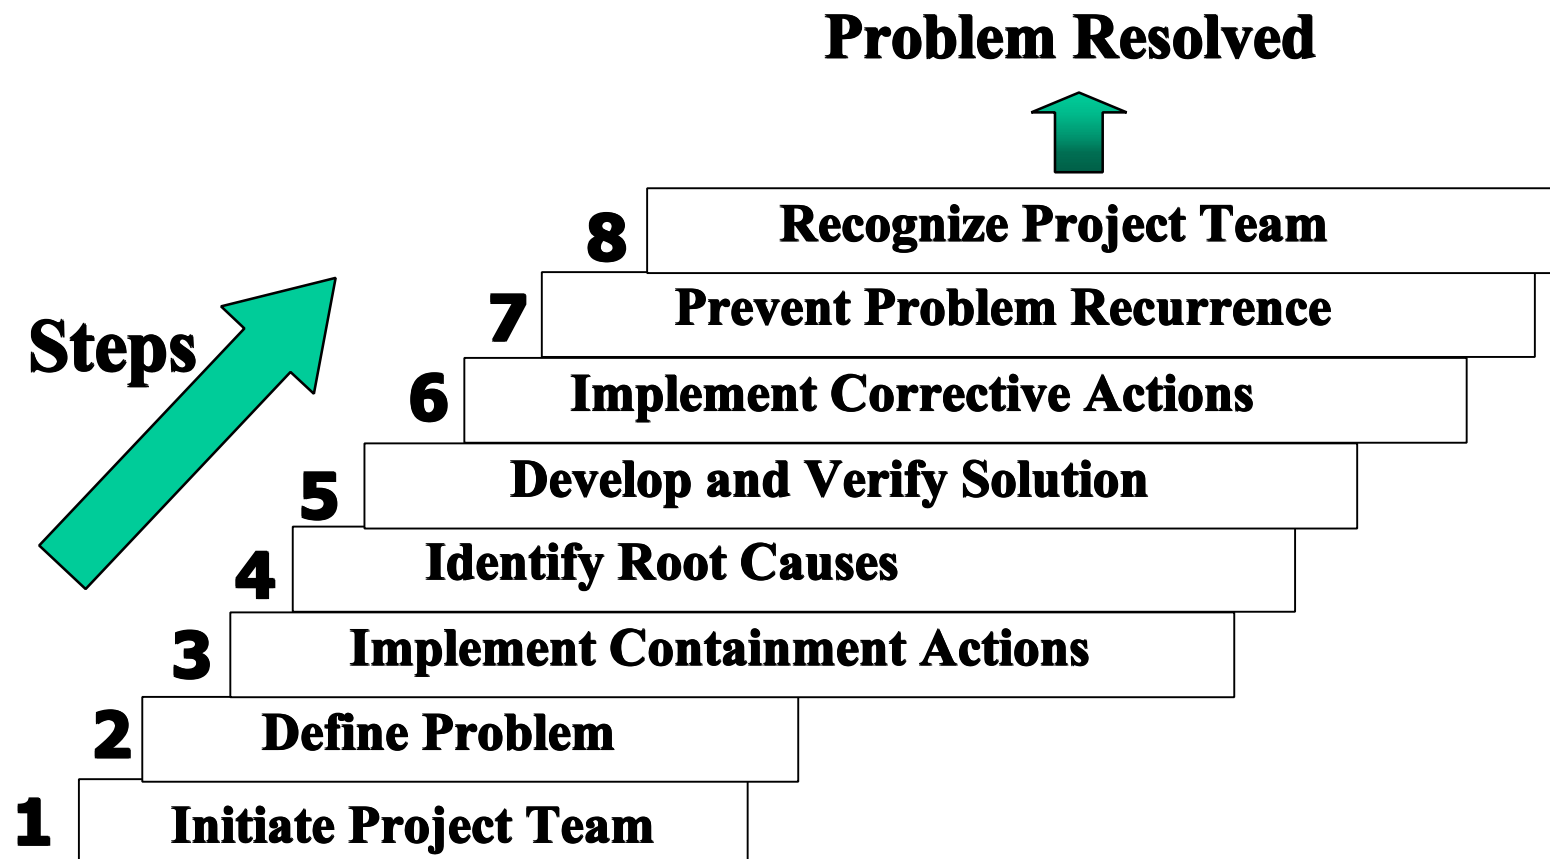 Problem Resolved
8 Recognize Project Team
7 Prevent Problem Recurrence
Steps
6 Implement Corrective Actions
5 Develop and Verify Solution
4 Identify Root Causes
3 Implement Containment Actions
2 Define Problem
1 Initiate Project Team